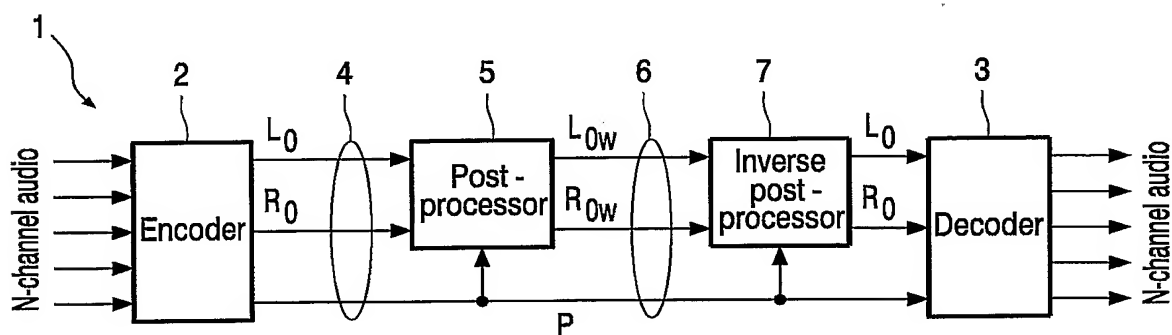 1
2
4
5
6
7
3
L0
L0W
L0
R0
R0W
R0
N-channel audio
Encoder
Post -
processor
Inverse
post -
processor
Decoder
N-channel audio
P